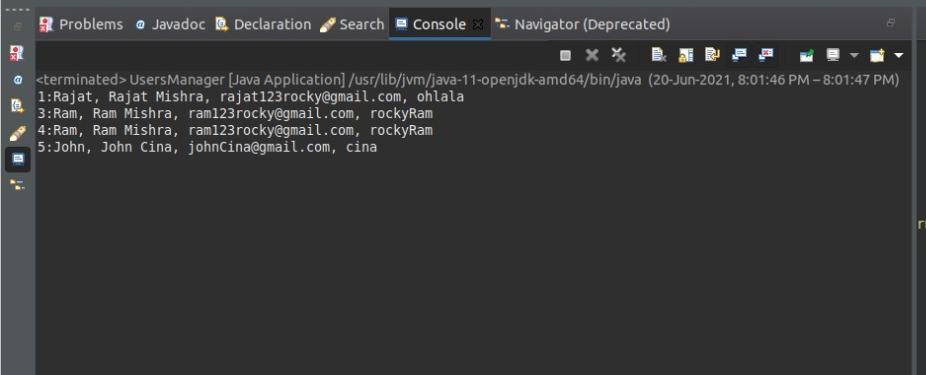 Problems Javadoc Declaration Search Console Navigator (Deprecated)
<terminated> UsersManager [Java Application] /usr/lib/jvm/java-11-openjdk-amd64/bin/java (20-Jun-2021, 8:01:46 PM – 8:01:47 PM)
1:Rajat, Rajat Mishra, rajat123rocky@gmail.com, ohlala
3:Ram, Ram Mishra, ram123rocky@gmail.com, rockyRam
4:Ram, Ram Mishra, ram123rocky@gmail.com, rockyRam
5:John, John Cina, johnCina@gmail.com, cina